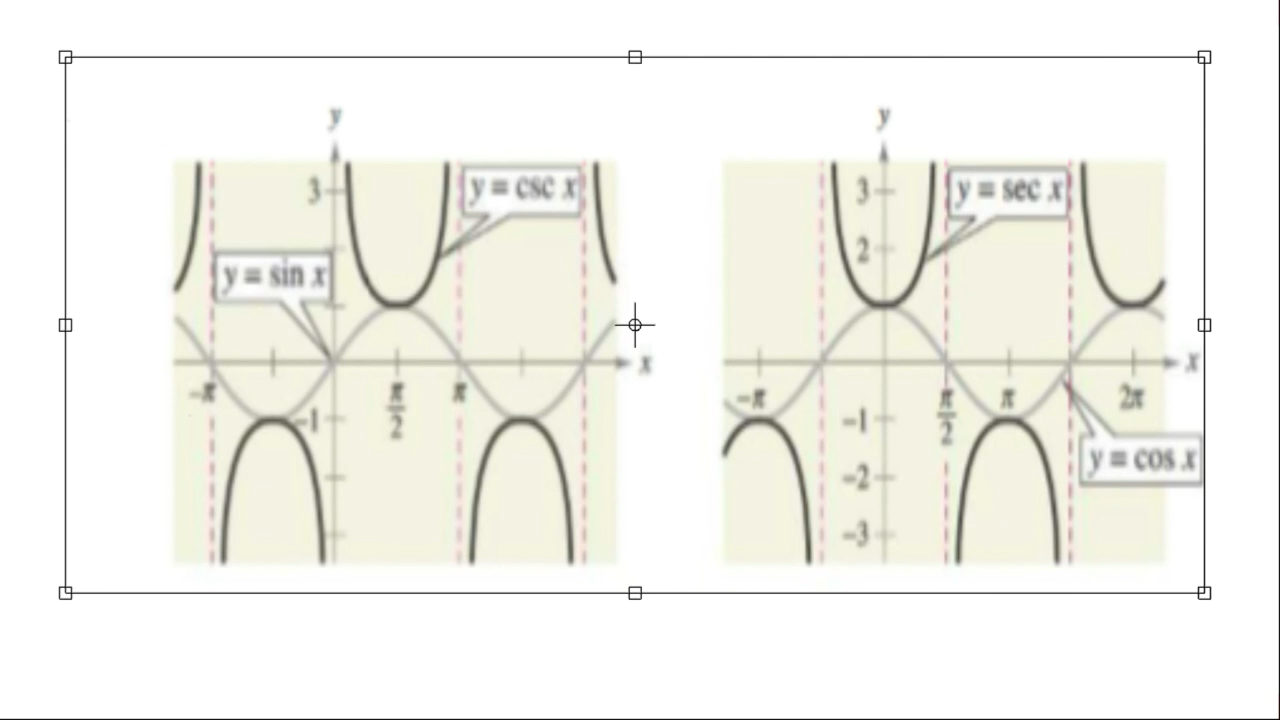 y
3
y = csc x
y = sin x
x
−π
π/2
π
−1
y
3
y = sec x
2
x
−π
π/2
π
2π
−1
y = cos x
−2
−3